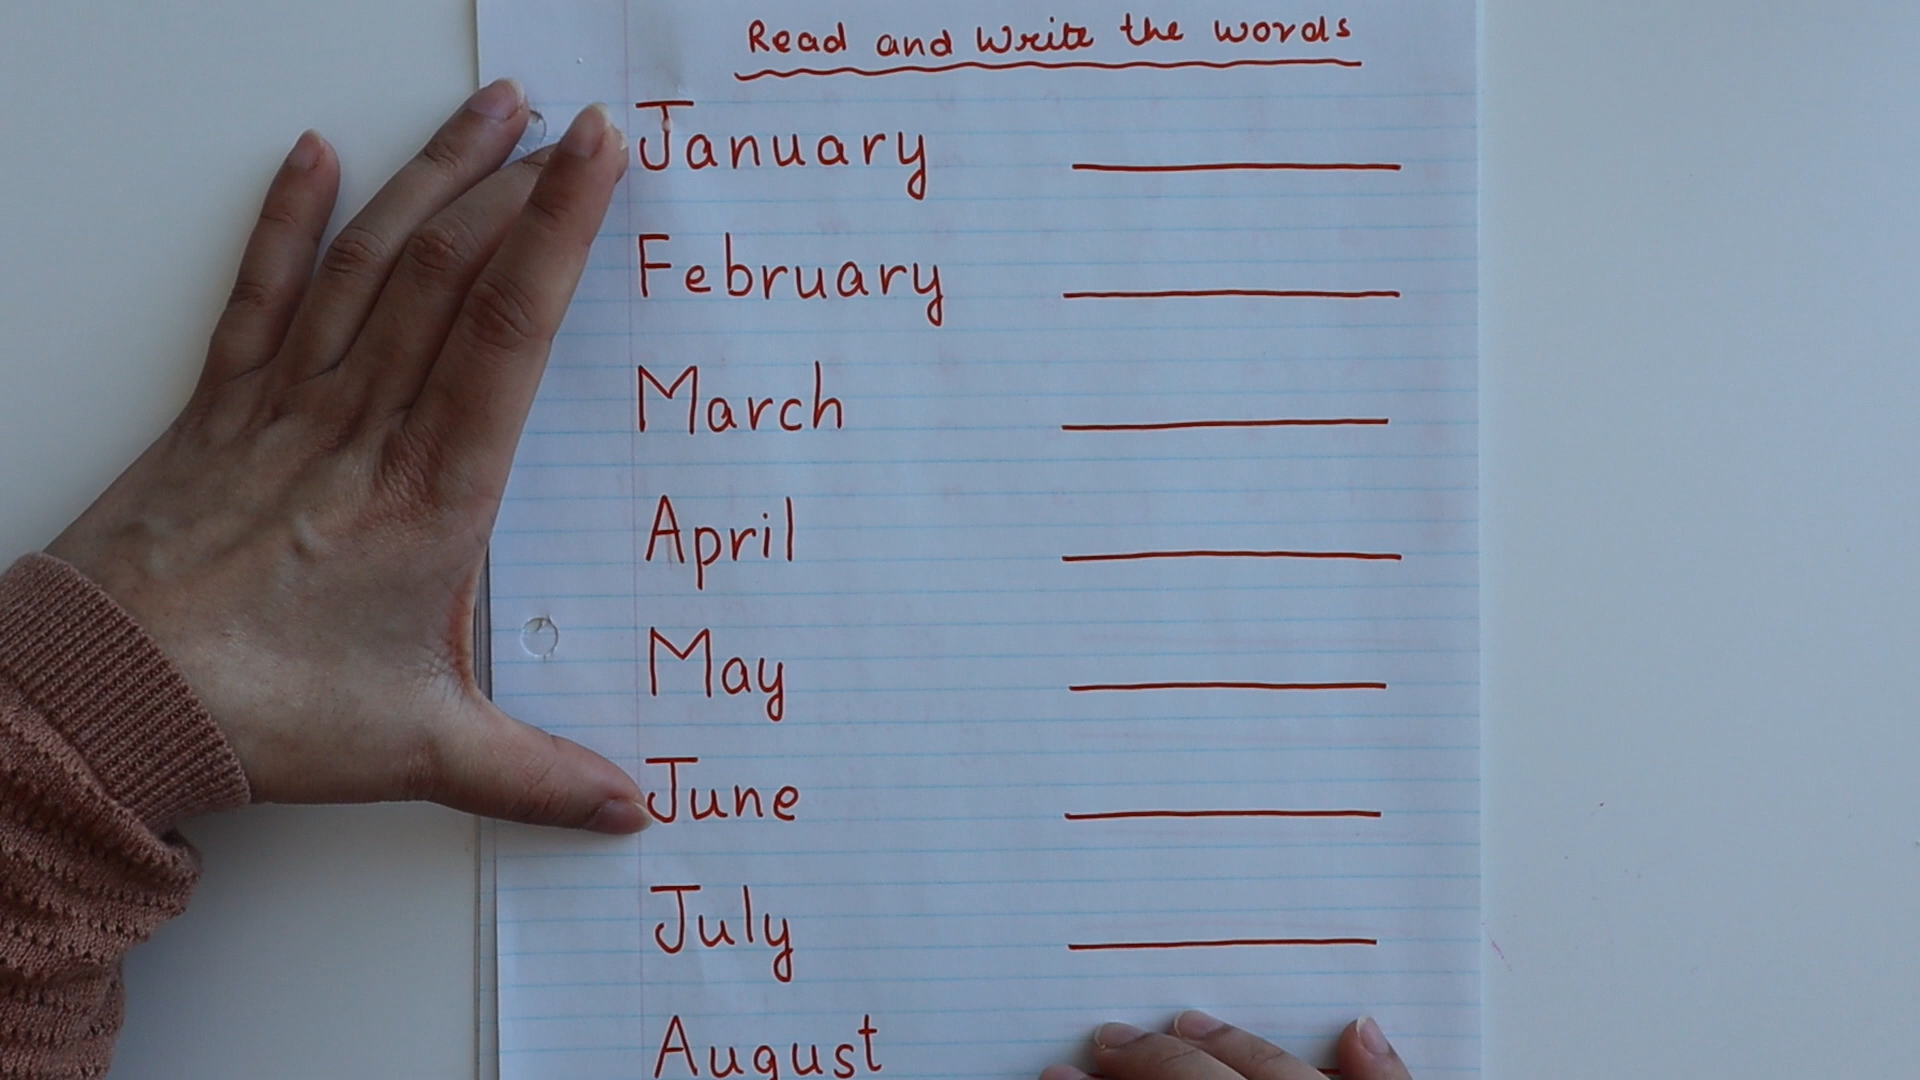 Read and Write the words
January
February
March
April
May
June
July
August